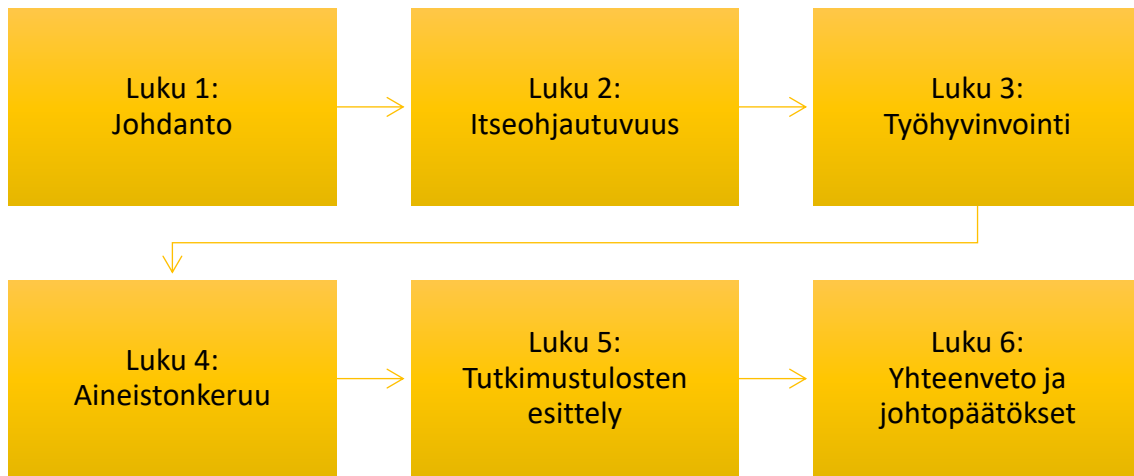 Luku 1:
Johdanto
Luku 2:
Itseohjautuvuus
Luku 3:
Työhyvinvointi
Luku 4:
Aineistonkeruu
Luku 5:
Tutkimustulosten
esittely
Luku 6:
Yhteenveto ja
johtopäätökset